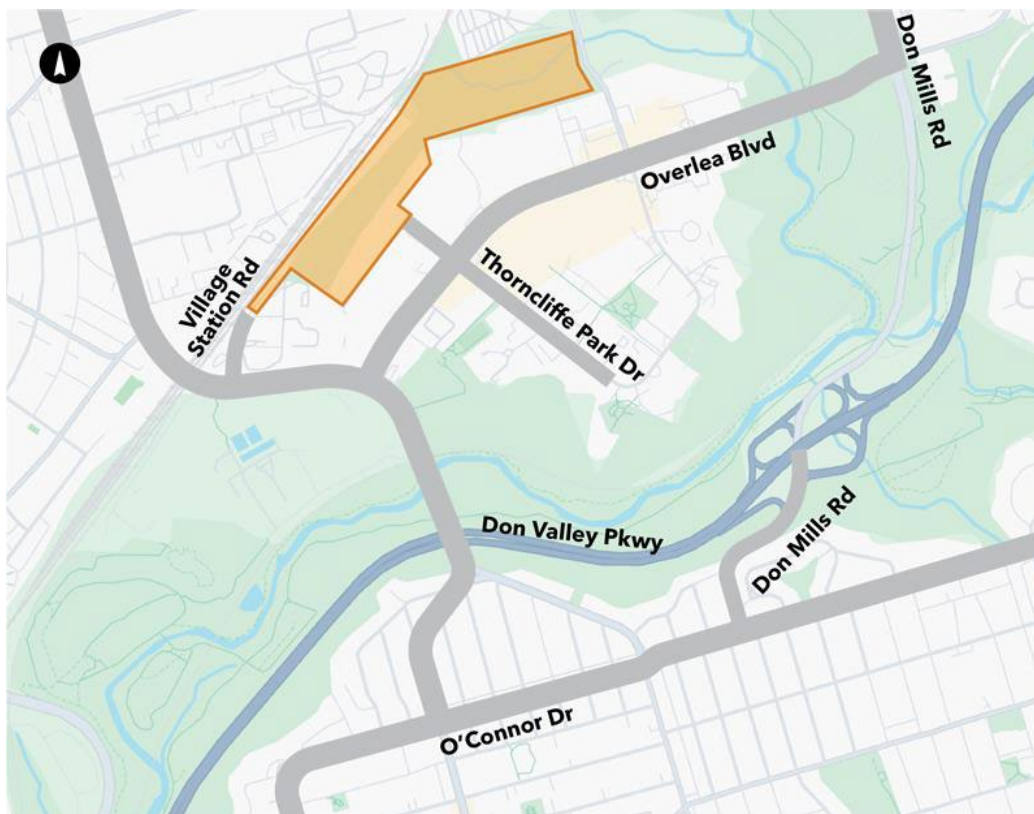 Don Mills Rd
Overlea Blvd
Village
Station Rd
Thorncliffe Park Dr
Don Valley Pkwy
Don Mills Rd
O'Connor Dr